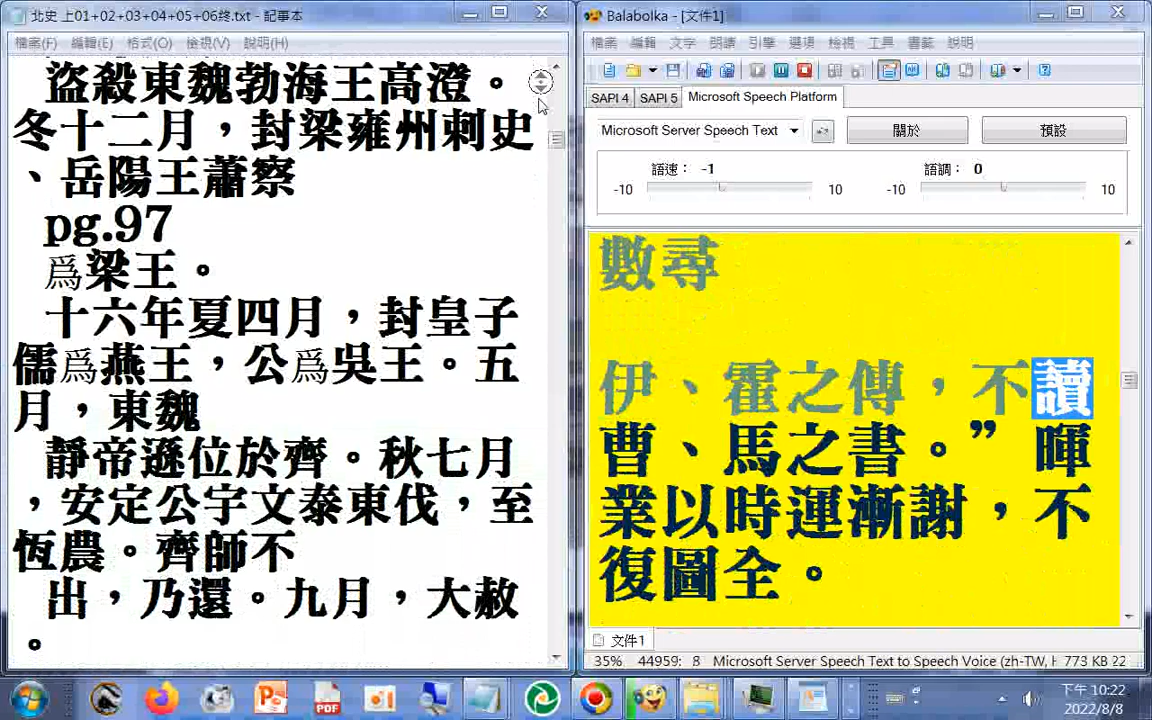 北史 上01+02+03+04+05+06終.txt - 記事本
檔案(F) 編輯(E) 格式(O) 檢視(V) 說明(H)
盜殺東魏勃海王高澄。
冬十二月，封梁雍州刺史
、岳陽王蕭察
pg.97
爲梁王。
十六年夏四月，封皇子
儒爲燕王，公爲吳王。五
月，東魏
靜帝遜位於齊。秋七月
，安定公宇文泰東伐，至
恆農。齊師不
出，乃還。九月，大赦
。
Balabolka - [文件1]
檔案 編輯 文字 朗讀 引擎 選項 檢視 工具 書籤 說明
SAPI 4 SAPI 5 Microsoft Speech Platform
Microsoft Server Speech Text 關於 預設
語速： -1 語調： 0
-10 10 -10 10
數尋
伊、霍之傳，不讀
曹、馬之書。”暉
業以時運漸謝，不
復圖全。
文件1
35% 44959: 8 Microsoft Server Speech Text to Speech Voice (zh-TW, H 773 KB 22
PDF
下午 10:22
2022/8/8